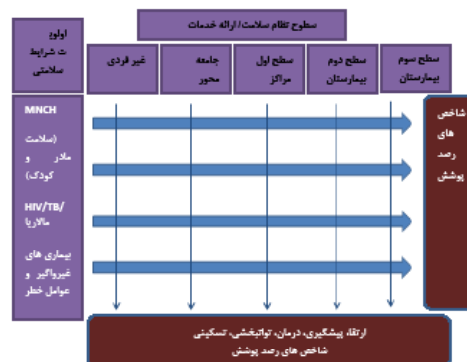 سطوح نظام سلامت/ ارائه خدمات
اولوی
ت شرایط
سلامتی
غیر فردی
جامعه
محور
سطح اول
مراکز
سطح دوم
بیمارستان
سطح سوم
بیمارستان
MNCH
(سلامت
مادر و
کودک)
HIV/TB/
مالاریا
بیماری های
غیرواگیر و
عوامل خطر
شاخص
های
رصد
پوشش
ارتقا، پیشگیری، درمان، توانبخشی، تسکینی
شاخص های رصد پوشش